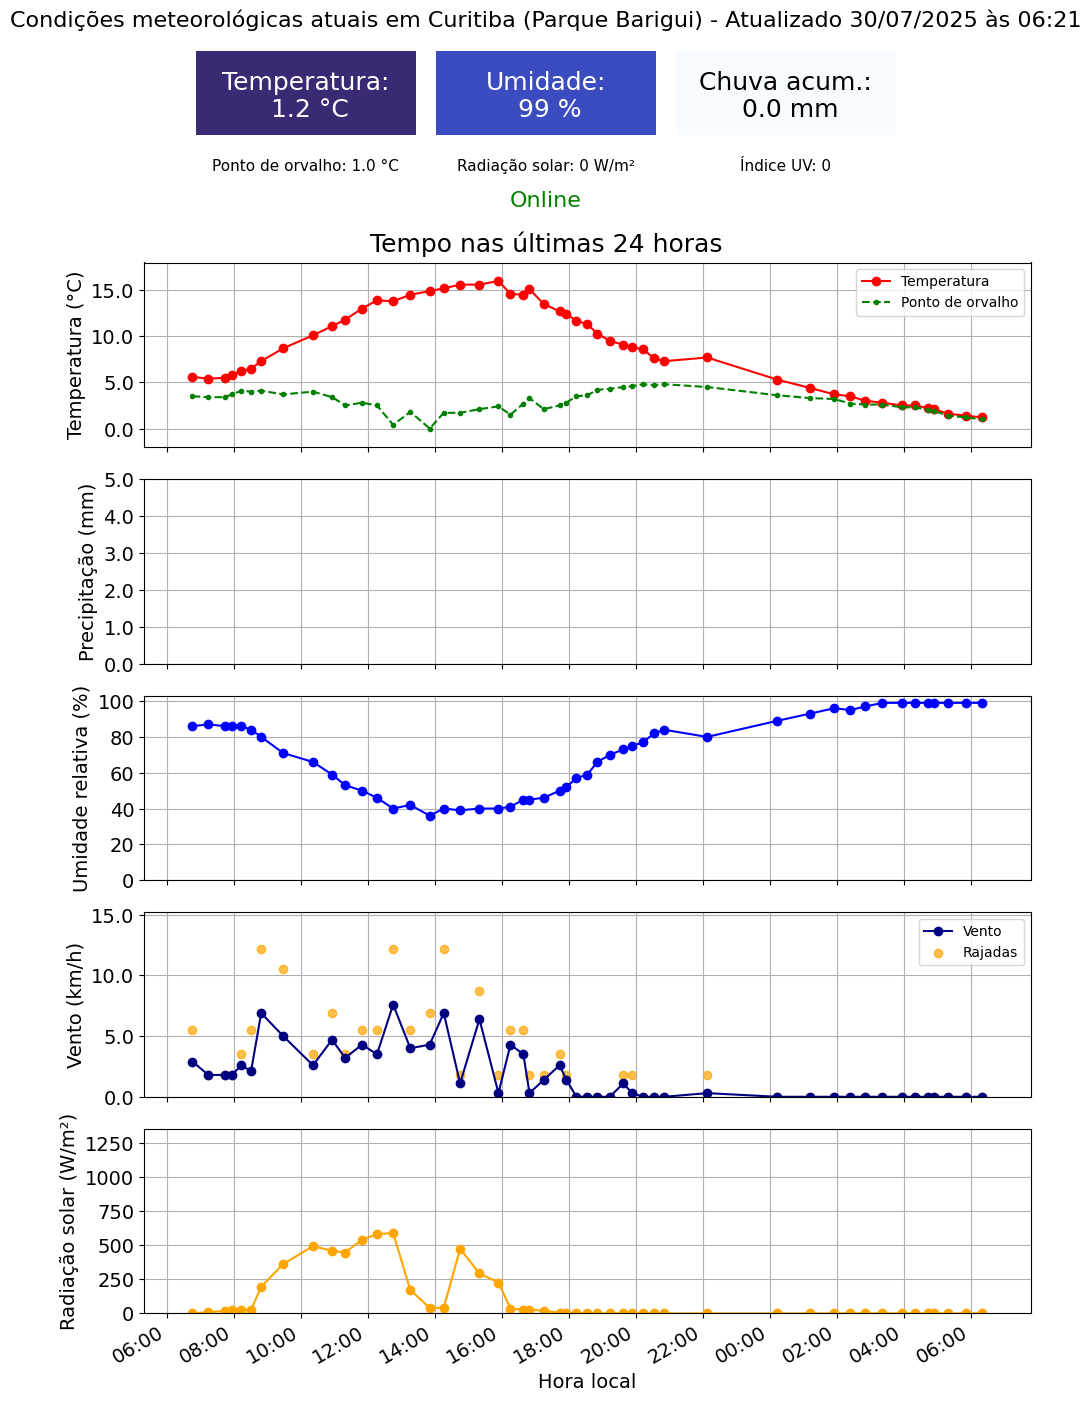 Condições meteorológicas atuais em Curitiba (Parque Barigui) - Atualizado 30/07/2025 às 06:21
Temperatura:
1.2 °C
Umidade:
99 %
Chuva acum.:
0.0 mm
Ponto de orvalho: 1.0 °C
Radiação solar: 0 W/m²
Índice UV: 0
Online
Tempo nas últimas 24 horas
Temperatura (°C)
15.0
10.0
5.0
0.0
Temperatura
Ponto de orvalho
Precipitação (mm)
5.0
4.0
3.0
2.0
1.0
0.0
Umidade relativa (%)
100
80
60
40
20
0
Vento (km/h)
15.0
10.0
5.0
0.0
Vento
Rajadas
Radiação solar (W/m²)
1250
1000
750
500
250
0
06:00
08:00
10:00
12:00
14:00
16:00
18:00
20:00
22:00
00:00
02:00
04:00
06:00
Hora local